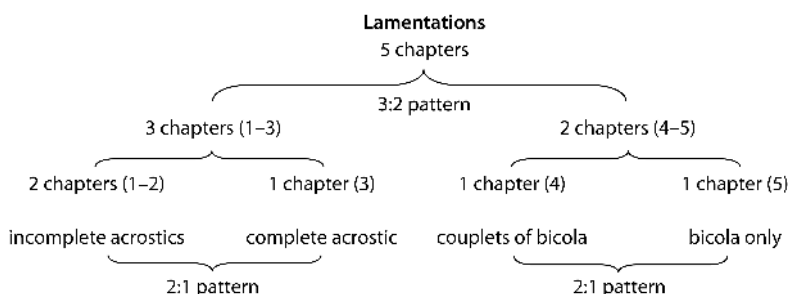 Lamentations
5 chapters
3:2 pattern
3 chapters (1–3) 2 chapters (4–5)
2 chapters (1–2) 1 chapter (3) 1 chapter (4) 1 chapter (5)
incomplete acrostics complete acrostic couplets of bicola bicola only
2:1 pattern 2:1 pattern